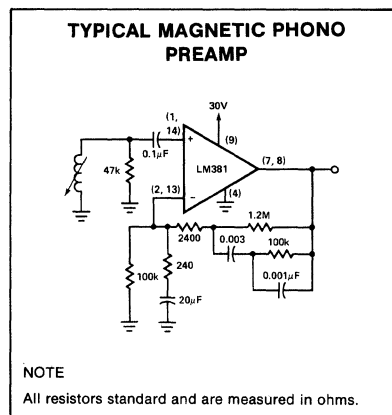 TYPICAL MAGNETIC PHONO
PREAMP
30V
(1,
14)
(9)
+
0.1µF
LM381
(7, 8)
47k
(2, 13)
−
(4)
1.2M
2400
0.003
100k
240
100k
0.001µF
20µF
NOTE
All resistors standard and are measured in ohms.